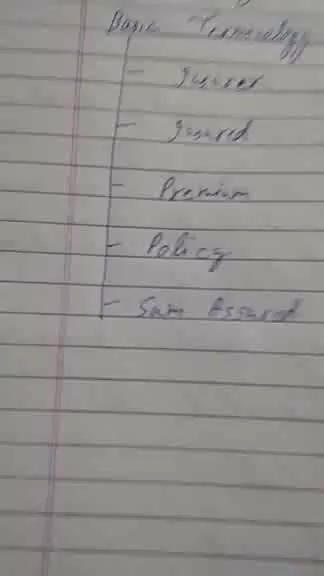 Basic Terminology
Insurer
Insured
Premium
Policy
Sum Assured